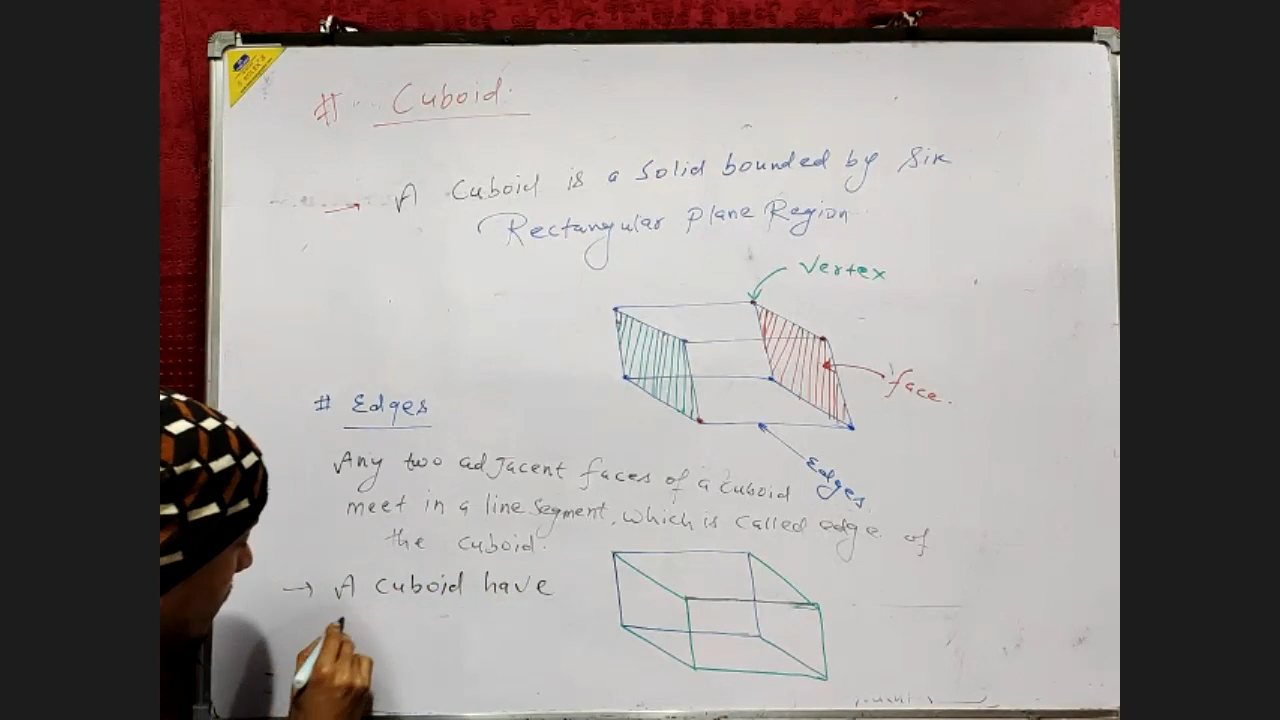 # Cuboid.
→ A Cuboid is a Solid bounded by Six
Rectangular plane Region
Vertex
face.
# Edges
Edges
Any two adjacent faces of a cuboid
meet in a line segment, which is called edge of
the cuboid.
→ A cuboid have